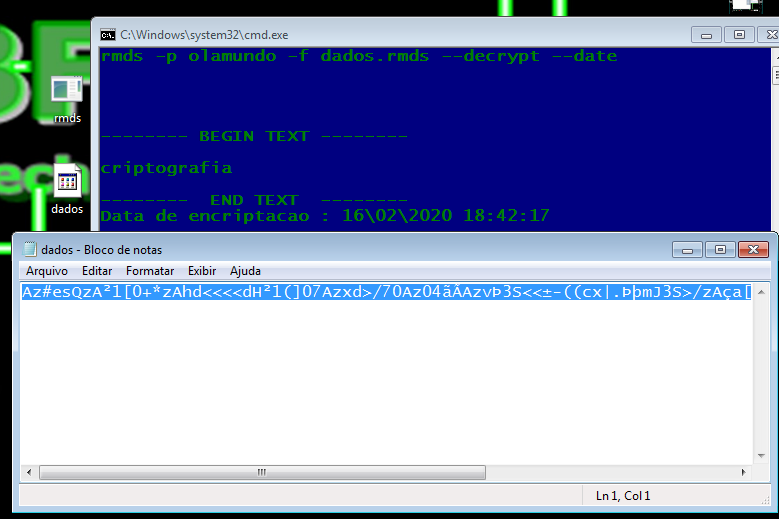 C:\Windows\system32\cmd.exe
rmds -p olamundo -f dados.rmds --decrypt --date
-------- BEGIN TEXT --------
criptografia
-------- END TEXT --------
Data de encriptacao : 16\02\2020 18:42:17
rmds
dados
dados - Bloco de notas
Arquivo Editar Formatar Exibir Ajuda
Az#esQzA²1[0+*zAhd<<<<dH²1(]07Azxd>/70Az04ãÃAzvÞ3S<<±-((cx|.ÞþmJ3S>/zAça[
Ln 1, Col 1